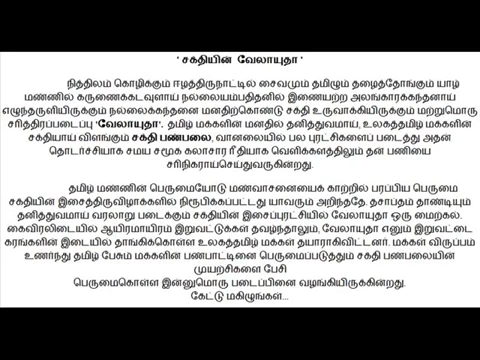 ' சக்தியின் வேலாயுதா '
நித்திலம் கொழிக்கும் ஈழத்திருநாட்டில் சைவமும் தமிழும் தழைத்தோங்கும் யாழ்
மண்ணில் கருணைக்கடவுளாய் நல்லையம்பதிதனில் இணையற்ற அலங்காரக்கந்தனாய்
எழுந்தருளியிருக்கும் நல்லைக்கந்தனை மனதிற்கொண்டு சக்தி உருவாக்கியிருக்கும் மற்றுமொரு
சரித்திரப்படைப்பு 'வேலாயுதா'. தமிழ் மக்களின் மனதில் தனித்துவமாய், உலகத்தமிழ் மக்களின்
சக்தியாய் விளங்கும் சக்தி பண்பலை, வானலையில் பல புரட்சிகளைப் படைத்து அதன்
தொடர்ச்சியாக சமய சமூக கலாசார ரீதியாக வெளிக்களத்திலும் தன் பணியை
சரிநிகராய்செய்துவருகின்றது.
தமிழ் மண்ணின் பெருமையோடு மண்வாசனையைக் காற்றில் பரப்பிய பெருமை
சக்தியின் இசைத்திருவிழாக்களில் நிரூபிக்கப்பட்டது யாவரும் அறிந்ததே. தசாப்தம் தாண்டியும்
தனித்துவமாய் வரலாறு படைக்கும் சக்தியின் இசைப்புரட்சியில் வேலாயுதா ஒரு மைற்கல்.
கைவிரலிடையில் ஆயிரமாயிரம் இறுவட்டுகள் தவழ்ந்தாலும், வேலாயுதா எனும் இறுவட்டை
கரங்களின் இடையில் தாங்கிக்கொள்ள உலகத்தமிழ் மக்கள் தயாராகிவிட்டனர். மக்கள் விருப்பம்
உணர்ந்து தமிழ் பேசும் மக்களின் பண்பாட்டினை பெருமைப்படுத்தும் சக்தி பண்பலையின்
முயற்சிகளை பேசி
பெருமைகொள்ள இன்னுமொரு படைப்பினை வழங்கியிருக்கின்றது.
கேட்டு மகிழுங்கள்...